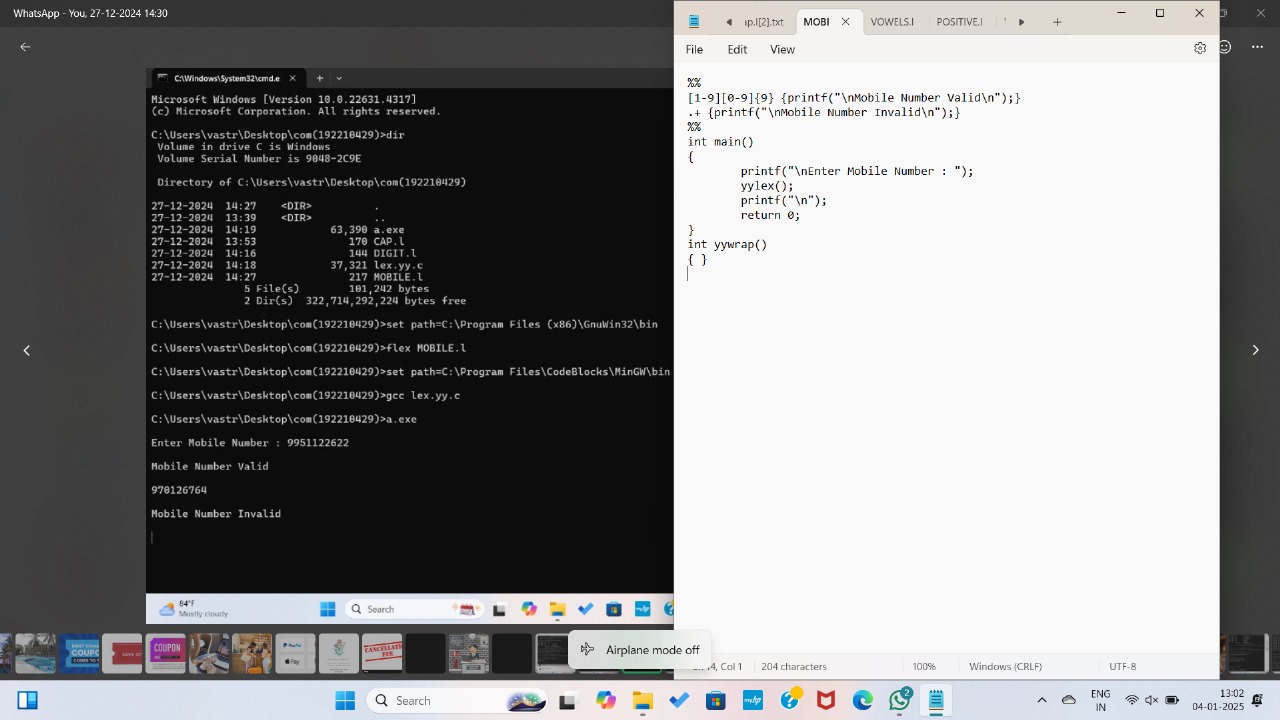 WhatsApp - You, 27-12-2024 14:30
C:\Windows\System32\cmd.e
Microsoft Windows [Version 10.0.22631.4317]
(c) Microsoft Corporation. All rights reserved.
C:\Users\vastr\Desktop\com(192210429)>dir
Volume in drive C is Windows
Volume Serial Number is 9048-2C9E
Directory of C:\Users\vastr\Desktop\com(192210429)
27-12-2024 14:27 <DIR> .
27-12-2024 13:39 <DIR> ..
27-12-2024 14:19 63,390 a.exe
27-12-2024 13:53 170 CAP.l
27-12-2024 14:16 144 DIGIT.l
27-12-2024 14:18 37,321 lex.yy.c
27-12-2024 14:27 217 MOBILE.l
5 File(s) 101,242 bytes
2 Dir(s) 322,714,292,224 bytes free
C:\Users\vastr\Desktop\com(192210429)>set path=C:\Program Files (x86)\GnuWin32\bin
C:\Users\vastr\Desktop\com(192210429)>flex MOBILE.l
C:\Users\vastr\Desktop\com(192210429)>set path=C:\Program Files\CodeBlocks\MinGW\bin
C:\Users\vastr\Desktop\com(192210429)>gcc lex.yy.c
C:\Users\vastr\Desktop\com(192210429)>a.exe
Enter Mobile Number : 9951122622
Mobile Number Valid
970126764
Mobile Number Invalid
84°F
Mostly cloudy
Search
ap.l[2].txt MOBI VOWELS.l POSITIVE.l
File Edit View
%%
[1-9][0-9]{9} {printf("\nMobile Number Valid\n");}
.+ {printf("\nMobile Number Invalid\n");}
%%
int main()
{
printf("\nEnter Mobile Number : ");
yylex();
printf("\n");
return 0;
}
int yywrap()
{ }
COUPON
PayPal
Pay
CANCELLATION
FEE
Airplane mode off
14, Col 1 204 characters 100% Windows (CRLF) UTF-8
Search
2
ENG
IN
13:02
04-01-2025